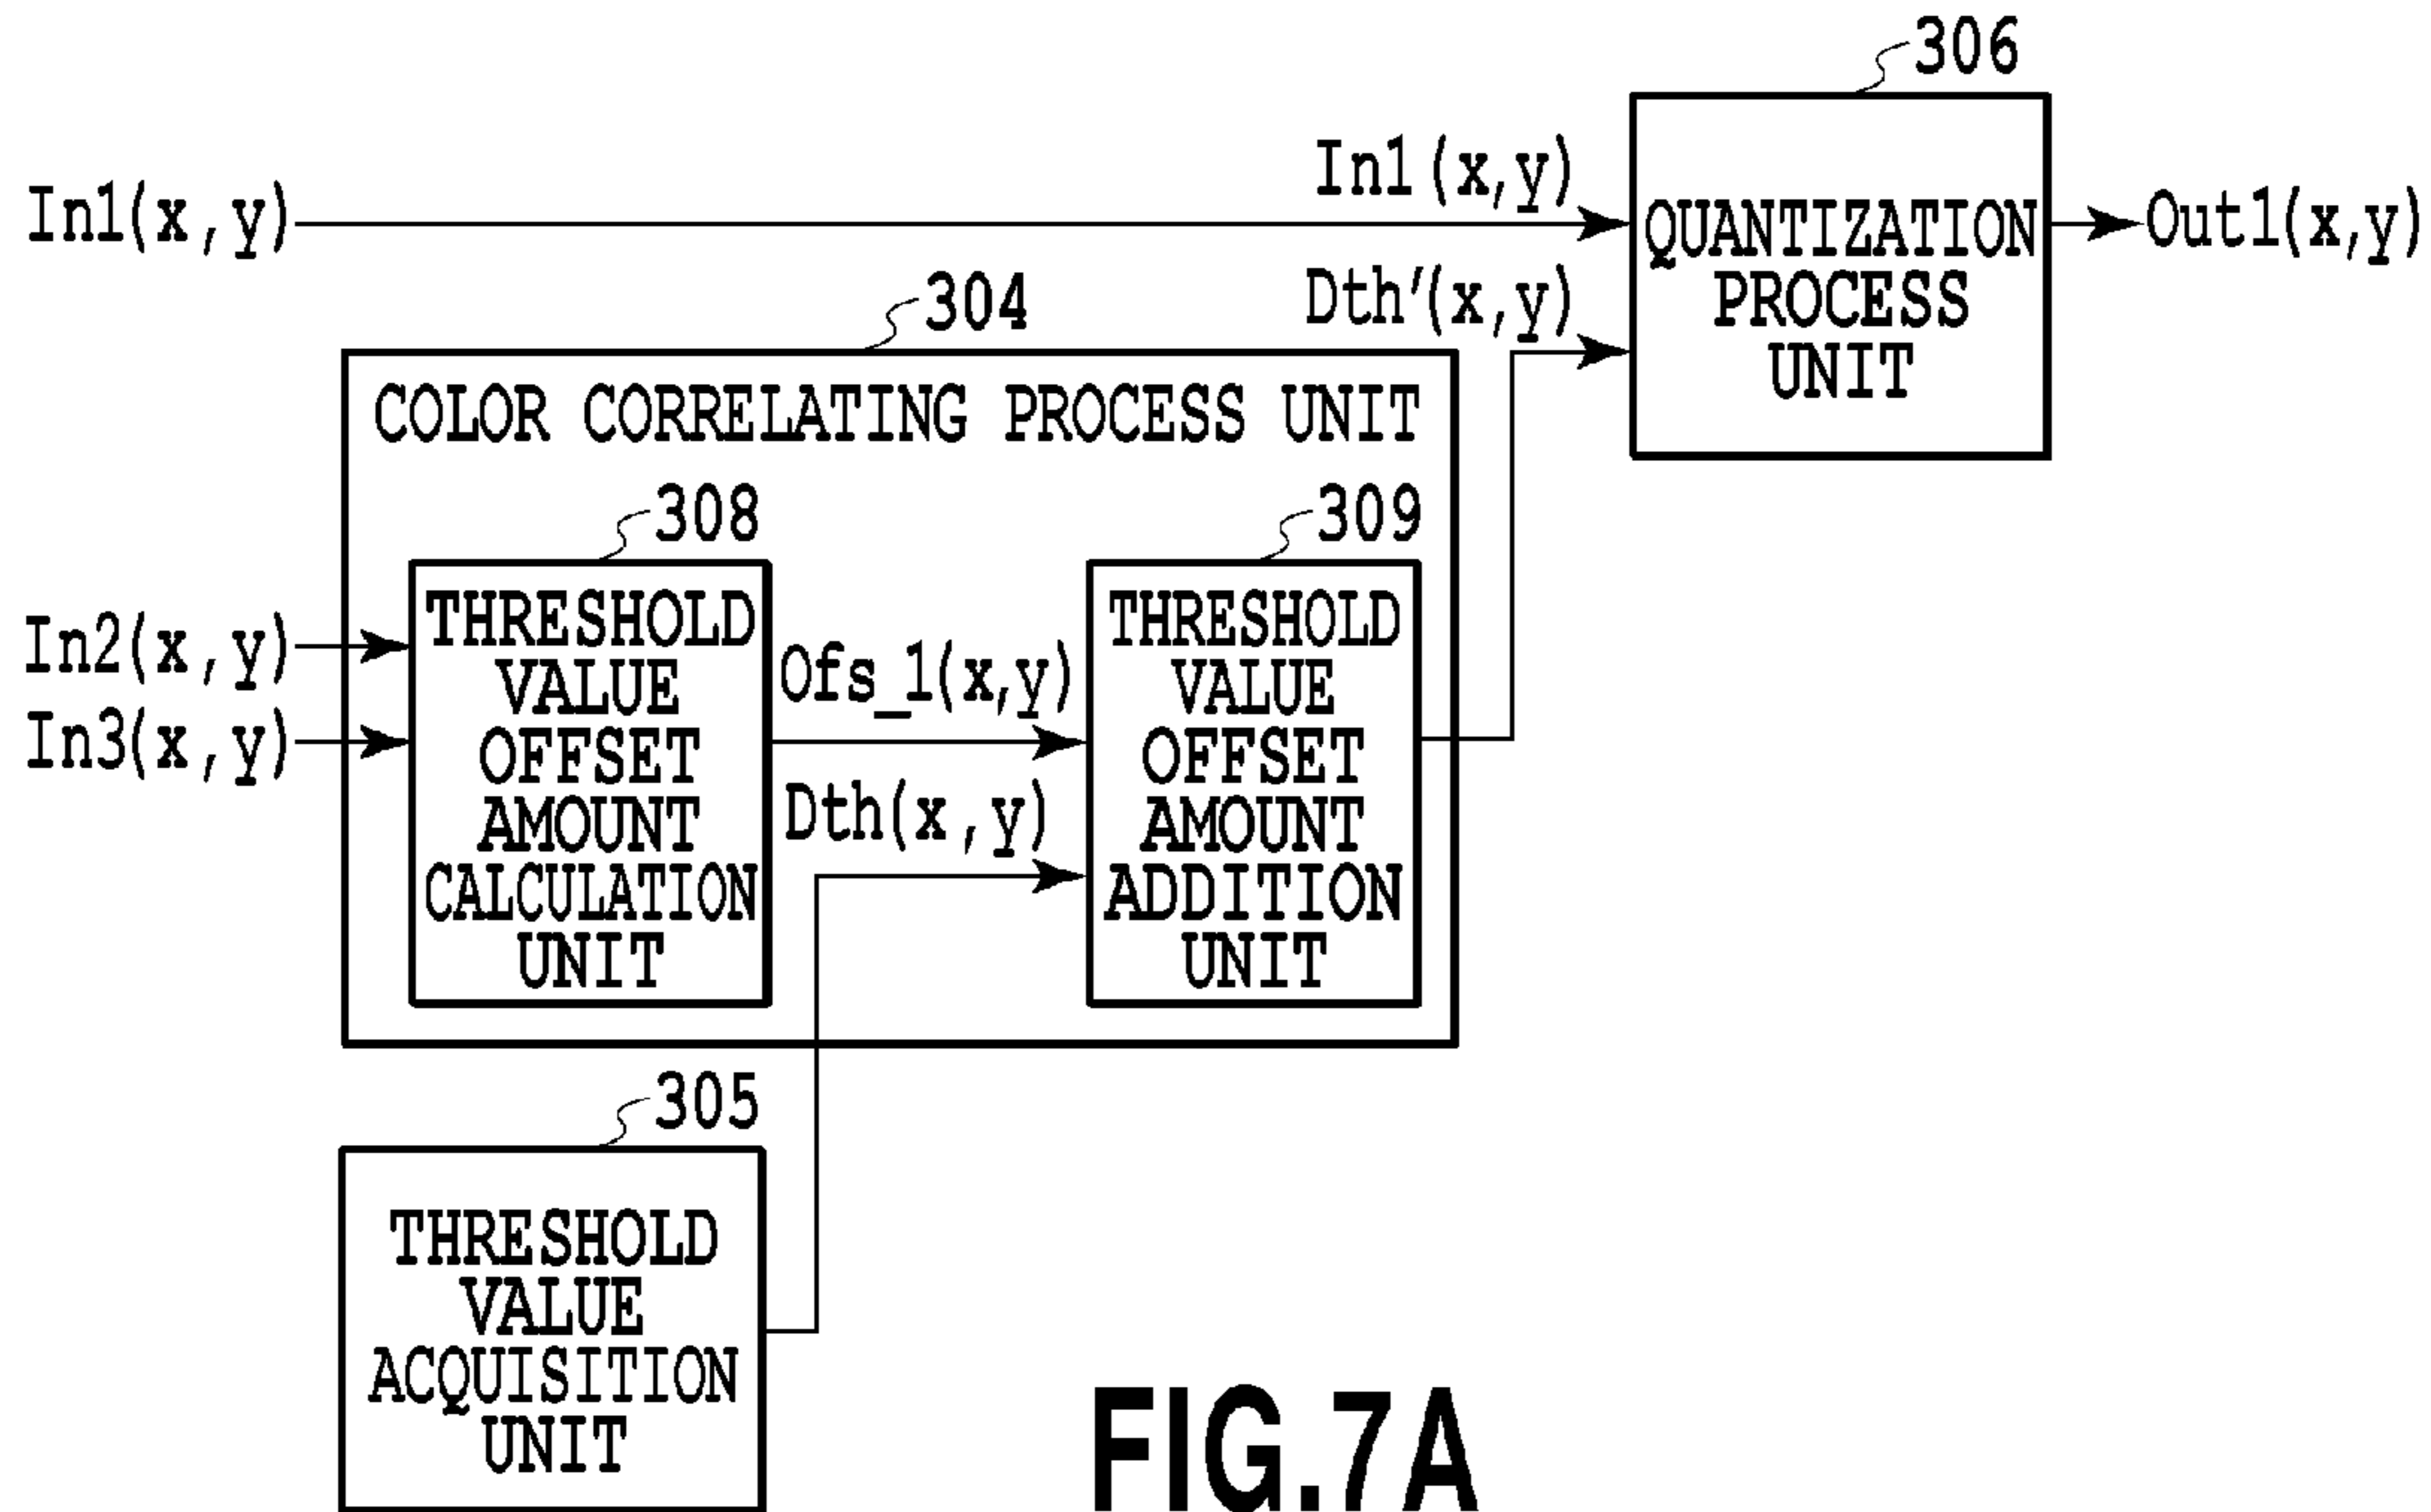 306
In1(x,y)
In1(x,y)
QUANTIZATION
PROCESS
UNIT
Out1(x,y)
Dth′(x,y)
304
COLOR CORRELATING PROCESS UNIT
308
309
In2(x,y)
In3(x,y)
THRESHOLD
VALUE
OFFSET
AMOUNT
CALCULATION
UNIT
Ofs_1(x,y)
Dth(x,y)
THRESHOLD
VALUE
OFFSET
AMOUNT
ADDITION
UNIT
305
THRESHOLD
VALUE
ACQUISITION
UNIT
FIG.7A